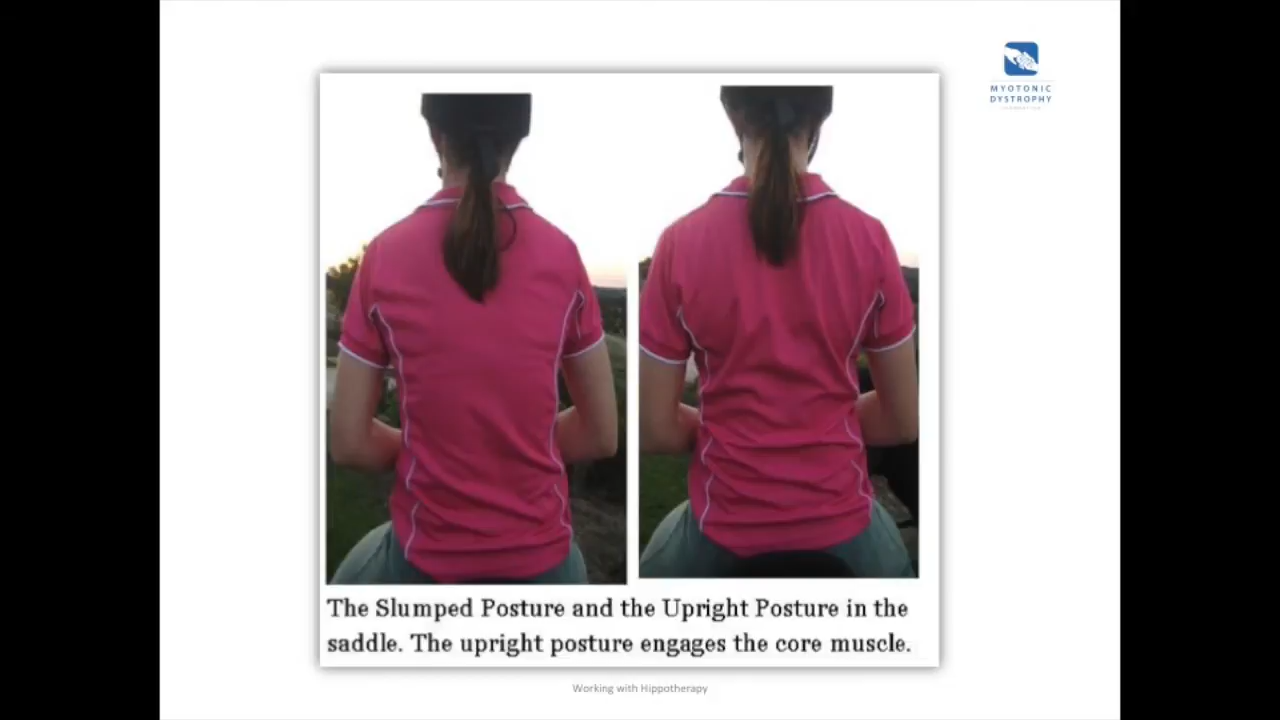 MYOTONIC
DYSTROPHY
The Slumped Posture and the Upright Posture in the
saddle. The upright posture engages the core muscle.
Working with Hippotherapy